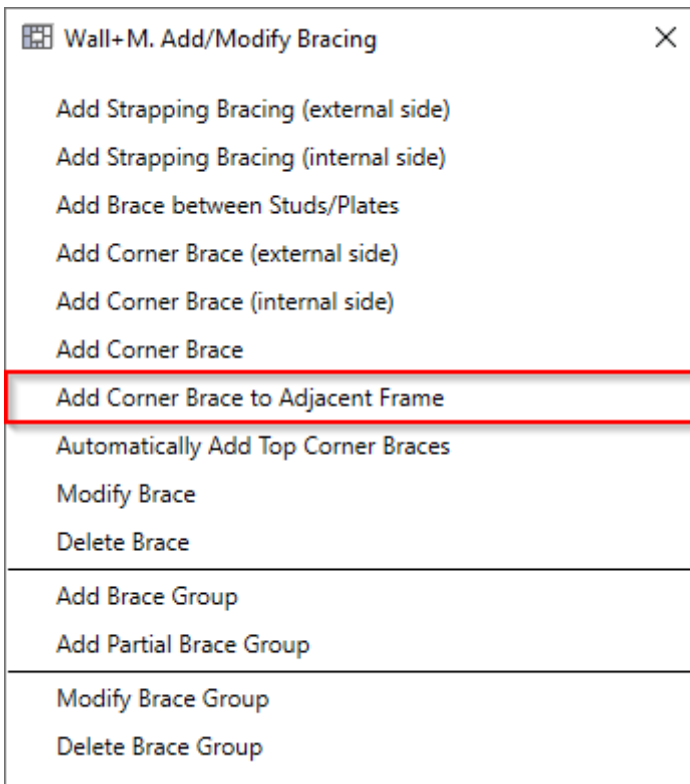 Wall+M. Add/Modify Bracing
Add Strapping Bracing (external side)
Add Strapping Bracing (internal side)
Add Brace between Studs/Plates
Add Corner Brace (external side)
Add Corner Brace (internal side)
Add Corner Brace
Add Corner Brace to Adjacent Frame
Automatically Add Top Corner Braces
Modify Brace
Delete Brace
Add Brace Group
Add Partial Brace Group
Modify Brace Group
Delete Brace Group